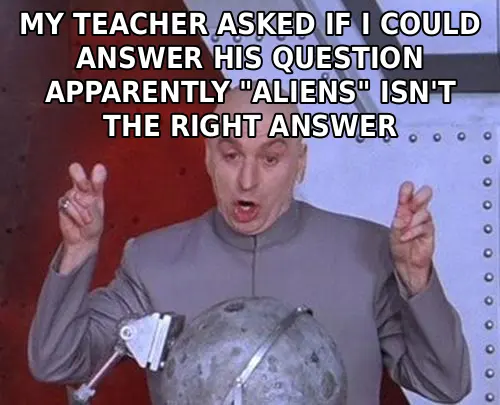 MY TEACHER ASKED IF I COULD
ANSWER HIS QUESTION
APPARENTLY "ALIENS" ISN'T
THE RIGHT ANSWER